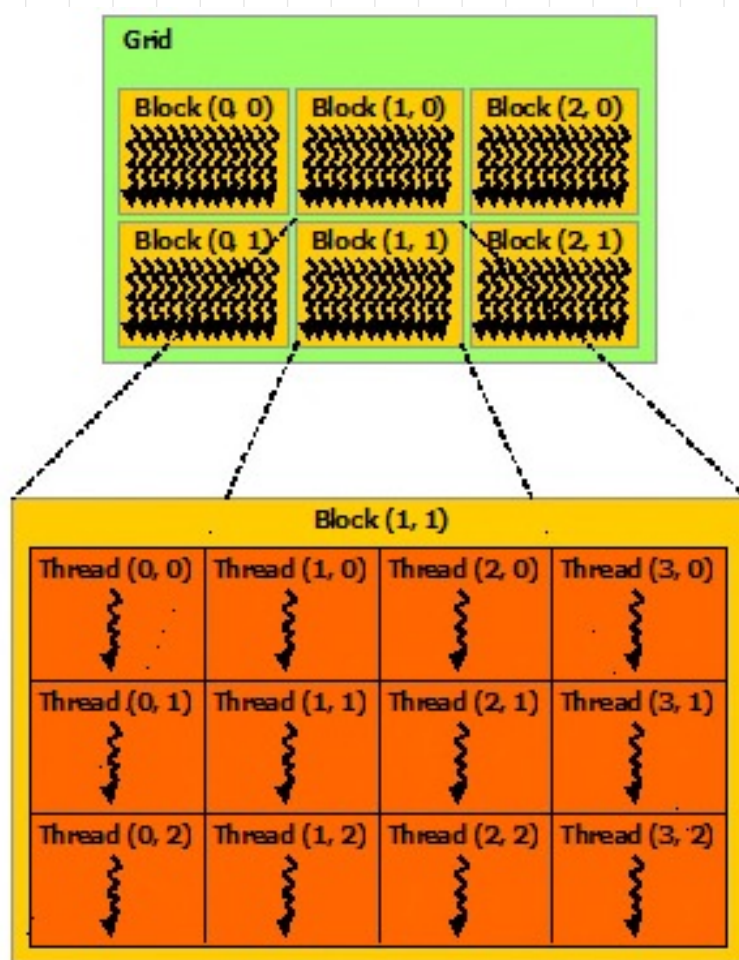 Grid
Block (0, 0) Block (1, 0) Block (2, 0)
Block (0, 1) Block (1, 1) Block (2, 1)
Block (1, 1)
Thread (0, 0) Thread (1, 0) Thread (2, 0) Thread (3, 0)
Thread (0, 1) Thread (1, 1) Thread (2, 1) Thread (3, 1)
Thread (0, 2) Thread (1, 2) Thread (2, 2) Thread (3, 2)